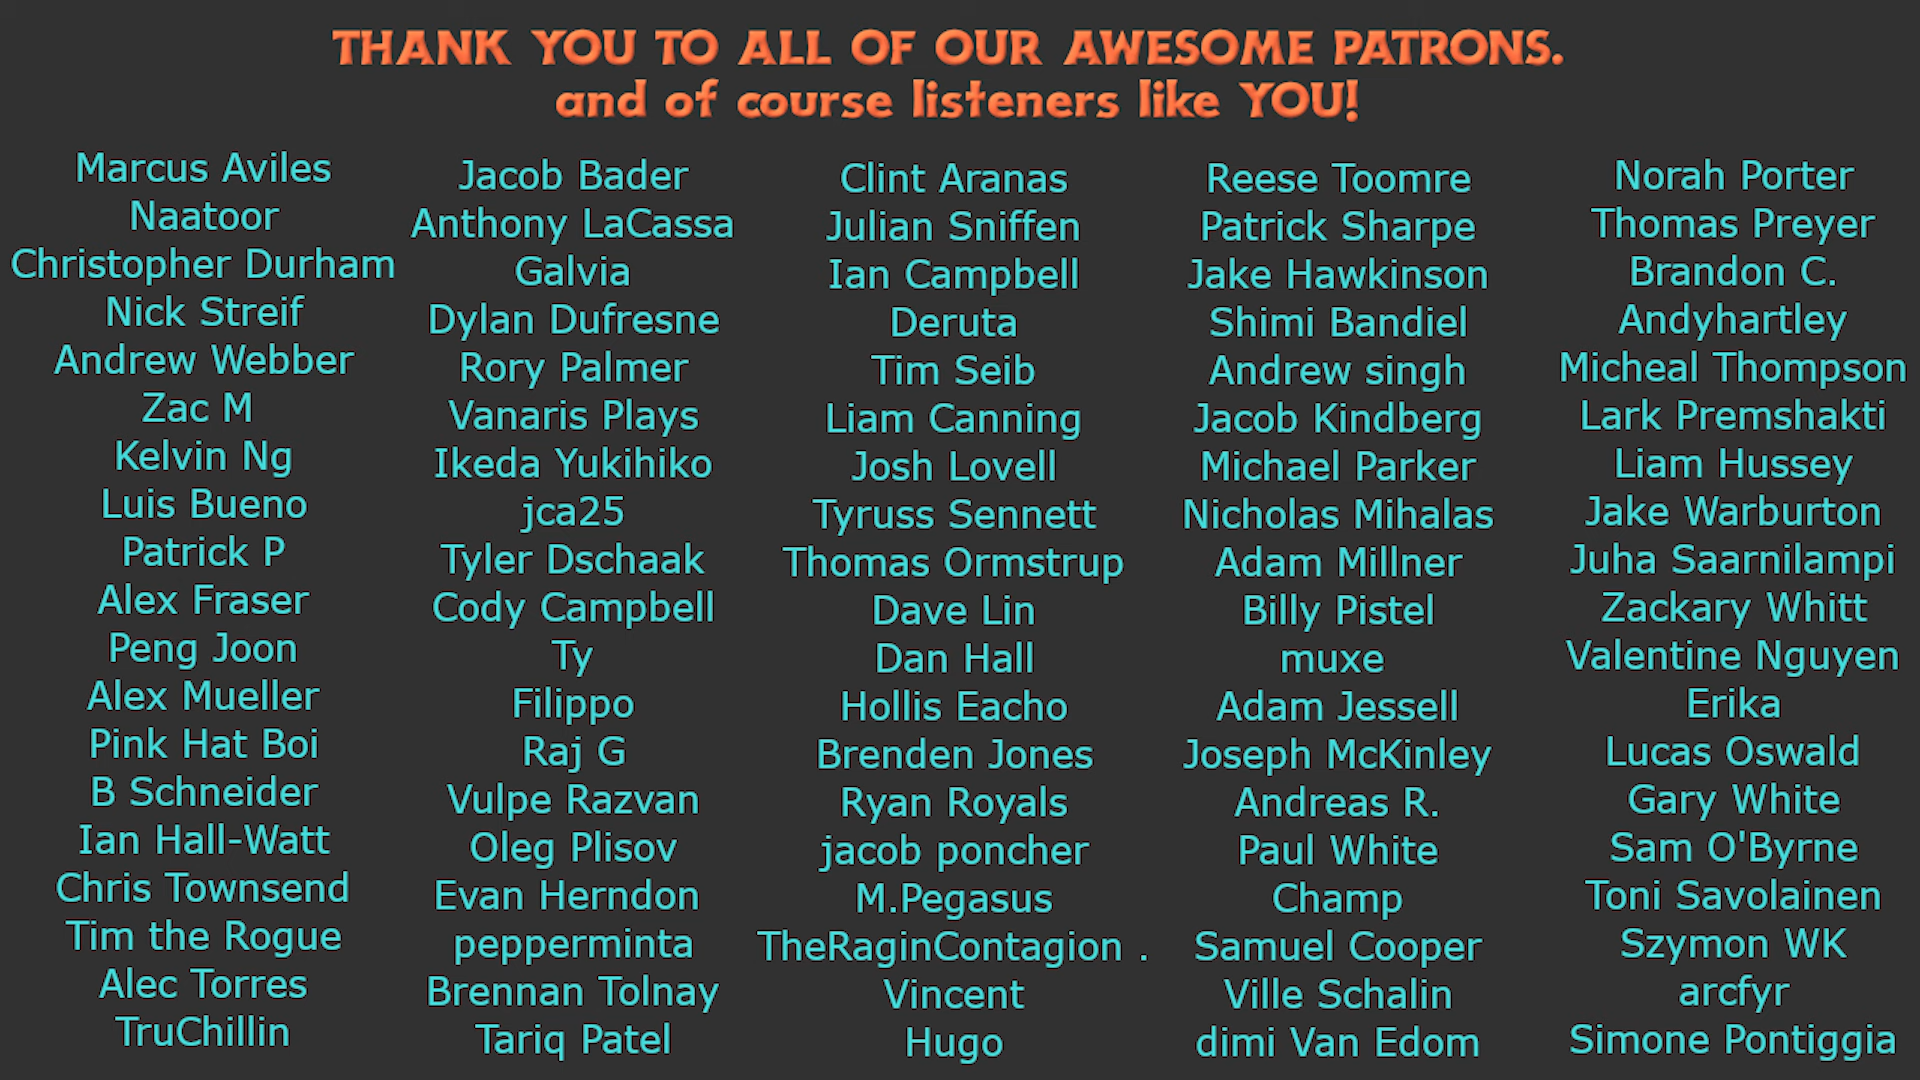 THANK YOU TO ALL OF OUR AWESOME PATRONS.
and of course listeners like YOU!
Marcus Aviles
Naatoor
Christopher Durham
Nick Streif
Andrew Webber
Zac M
Kelvin Ng
Luis Bueno
Patrick P
Alex Fraser
Peng Joon
Alex Mueller
Pink Hat Boi
B Schneider
Ian Hall-Watt
Chris Townsend
Tim the Rogue
Alec Torres
TruChillin
Jacob Bader
Anthony LaCassa
Galvia
Dylan Dufresne
Rory Palmer
Vanaris Plays
Ikeda Yukihiko
jca25
Tyler Dschaak
Cody Campbell
Ty
Filippo
Raj G
Vulpe Razvan
Oleg Plisov
Evan Herndon
pepperminta
Brennan Tolnay
Tariq Patel
Clint Aranas
Julian Sniffen
Ian Campbell
Deruta
Tim Seib
Liam Canning
Josh Lovell
Tyruss Sennett
Thomas Ormstrup
Dave Lin
Dan Hall
Hollis Eacho
Brenden Jones
Ryan Royals
jacob poncher
M.Pegasus
TheRaginContagion .
Vincent
Hugo
Reese Toomre
Patrick Sharpe
Jake Hawkinson
Shimi Bandiel
Andrew singh
Jacob Kindberg
Michael Parker
Nicholas Mihalas
Adam Millner
Billy Pistel
muxe
Adam Jessell
Joseph McKinley
Andreas R.
Paul White
Champ
Samuel Cooper
Ville Schalin
dimi Van Edom
Norah Porter
Thomas Preyer
Brandon C.
Andyhartley
Micheal Thompson
Lark Premshakti
Liam Hussey
Jake Warburton
Juha Saarnilampi
Zackary Whitt
Valentine Nguyen
Erika
Lucas Oswald
Gary White
Sam O'Byrne
Toni Savolainen
Szymon WK
arcfyr
Simone Pontiggia